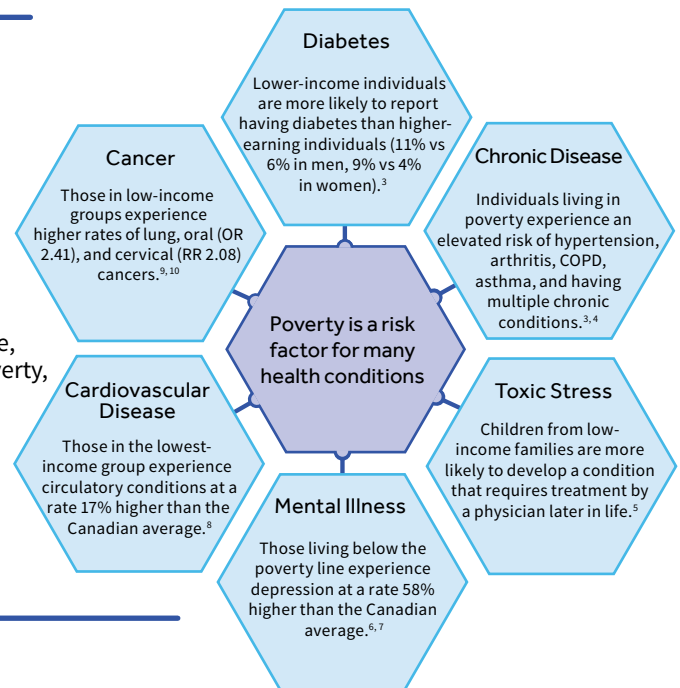 Diabetes
Lower-income individuals
are more likely to report
having diabetes than higher-
earning individuals (11% vs
6% in men, 9% vs 4%
in women).3
Cancer
Those in low-income
groups experience
higher rates of lung, oral (OR
2.41), and cervical (RR 2.08)
cancers.9, 10
Chronic Disease
Individuals living in
poverty experience an
elevated risk of hypertension,
arthritis, COPD,
asthma, and having
multiple chronic
conditions.3, 4
Poverty is a risk
factor for many
health conditions
e,
verty,
Cardiovascular
Disease
Those in the lowest-
income group experience
circulatory conditions at a
rate 17% higher than the
Canadian average.8
Toxic Stress
Children from low-
income families are more
likely to develop a condition
that requires treatment by
a physician later in life.5
Mental Illness
Those living below the
poverty line experience
depression at a rate 58%
higher than the Canadian
average.6, 7